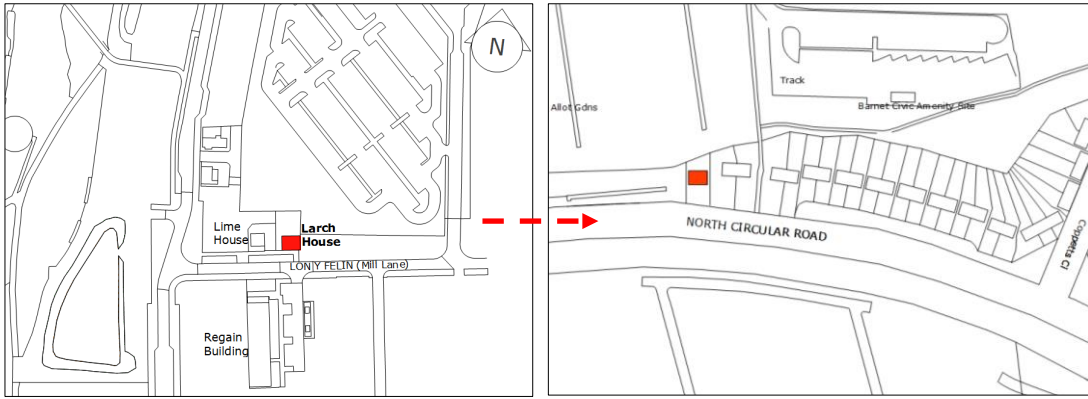 N
Lime
House
Larch
House
LON Y FELIN (Mill Lane)
Regain
Building
Allot Gdns
Track
Barnet Civic Amenity Site
NORTH CIRCULAR ROAD
Coppetts Cl